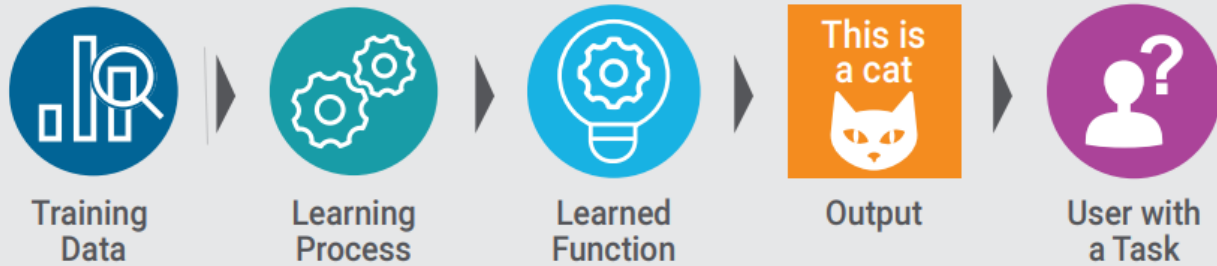 This is
a cat
Training
Data
Learning
Process
Learned
Function
Output
User with
a Task